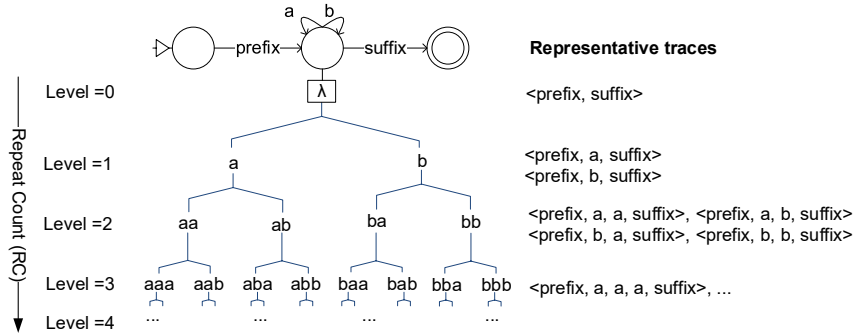 a b
prefix suffix Representative traces
Level =0 λ <prefix, suffix>
Level =1 a b <prefix, a, suffix>
<prefix, b, suffix>
Level =2 aa ab ba bb <prefix, a, a, suffix>, <prefix, a, b, suffix>
<prefix, b, a, suffix>, <prefix, b, b, suffix>
Level =3 aaa aab aba abb baa bab bba bbb <prefix, a, a, a, suffix>, ...
Level =4 ... ... ... ...
Repeat Count (RC)